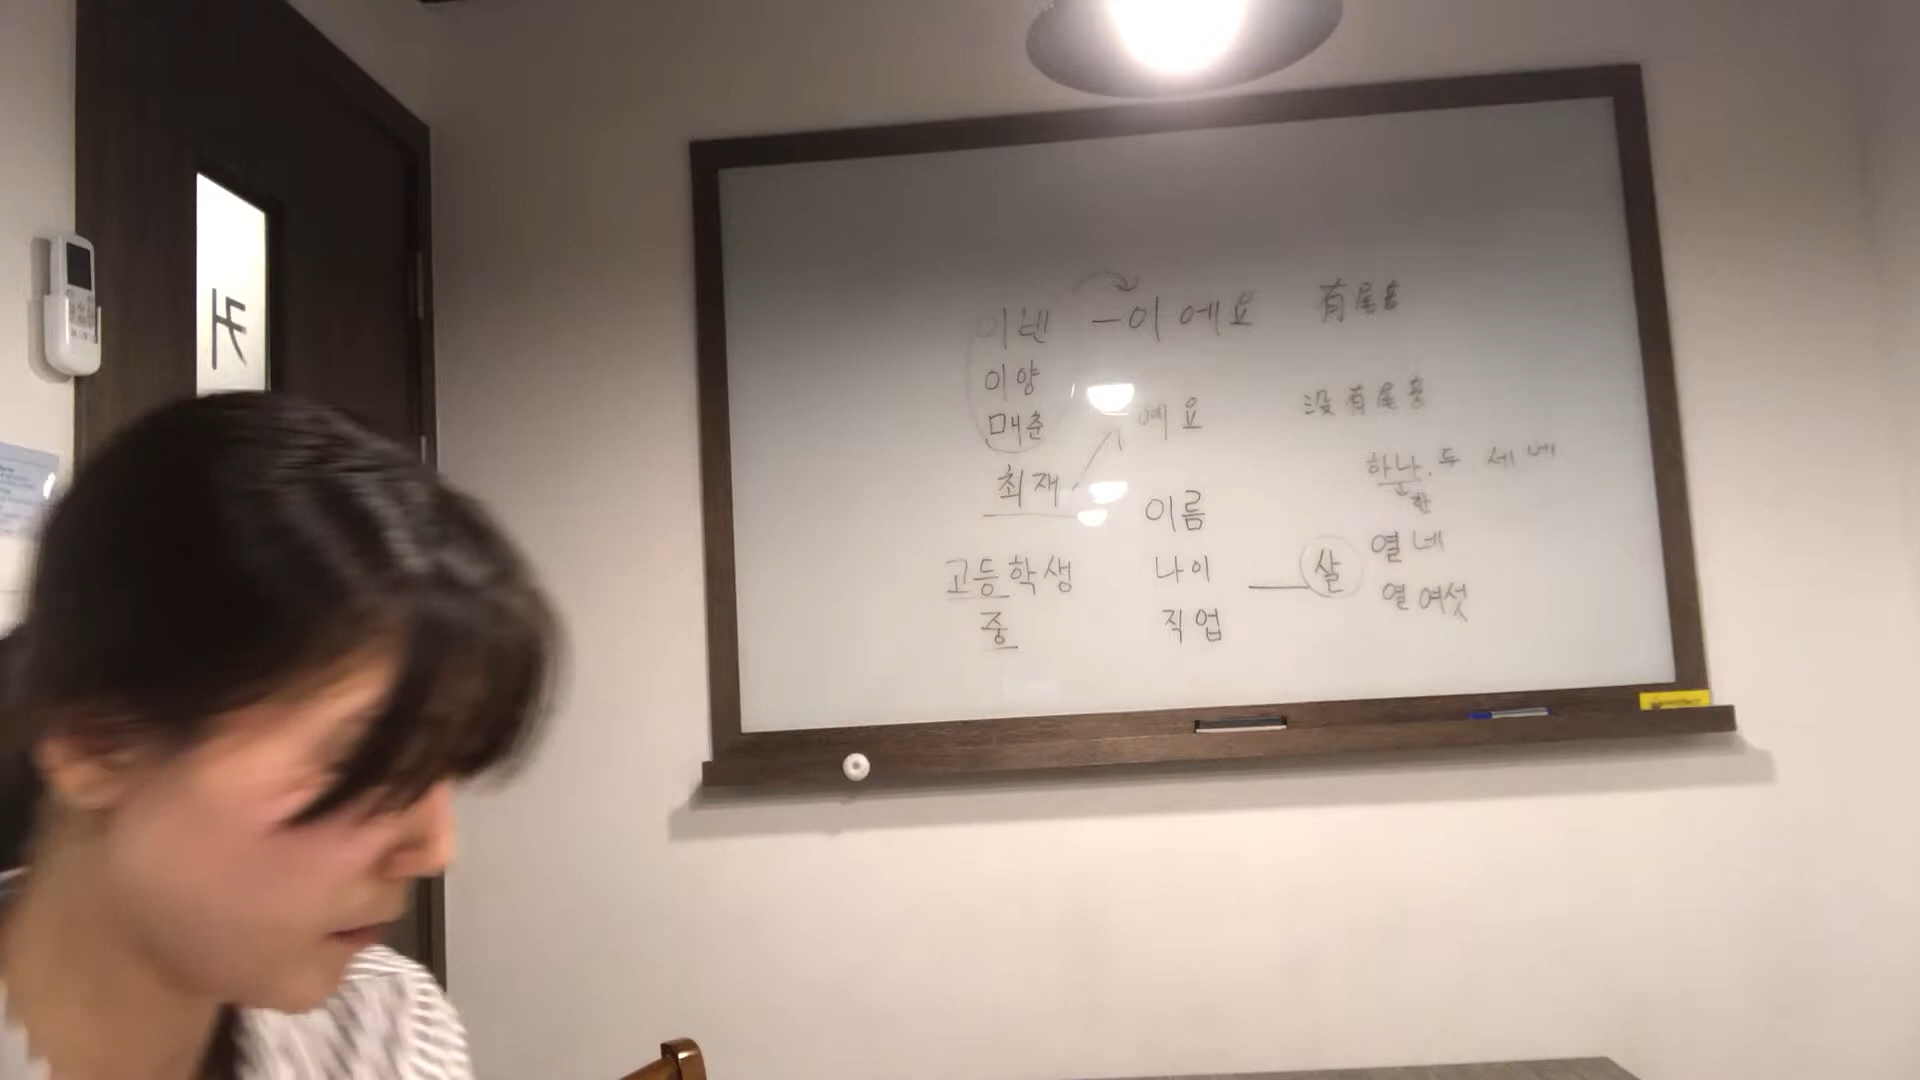 이벤 -이에요 有尾音
이양
매춘 예요 没有尾音
최재
하나. 두. 세 네
한
이름
고등학생 나이 살 열 네
중 직업 열 여섯